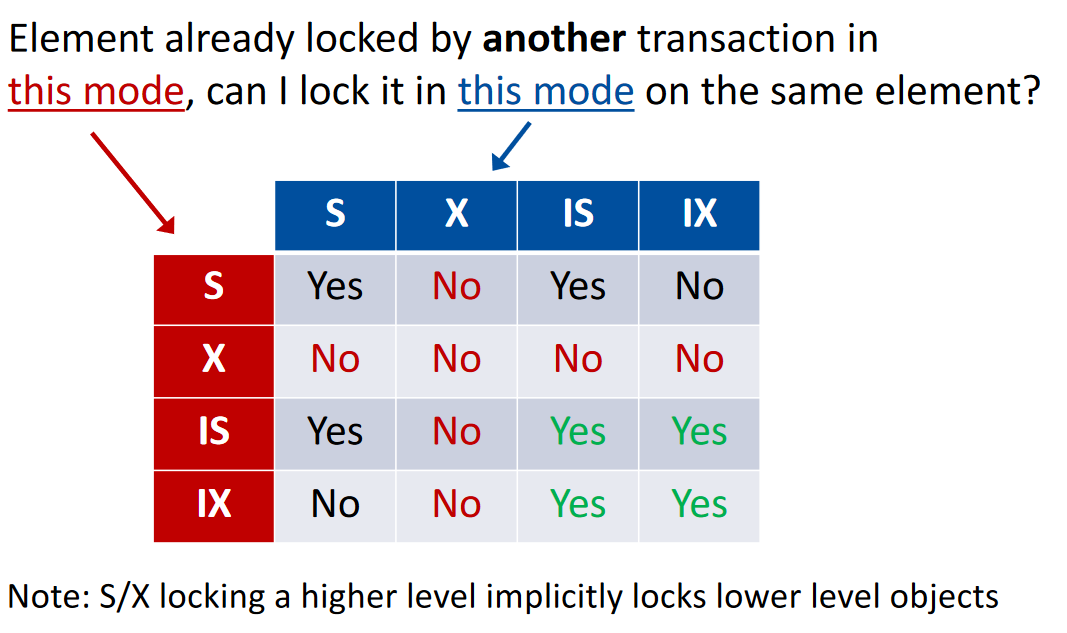 Element already locked by another transaction in
this mode, can I lock it in this mode on the same element?
S X IS IX
S Yes No Yes No
X No No No No
IS Yes No Yes Yes
IX No No Yes Yes
Note: S/X locking a higher level implicitly locks lower level objects